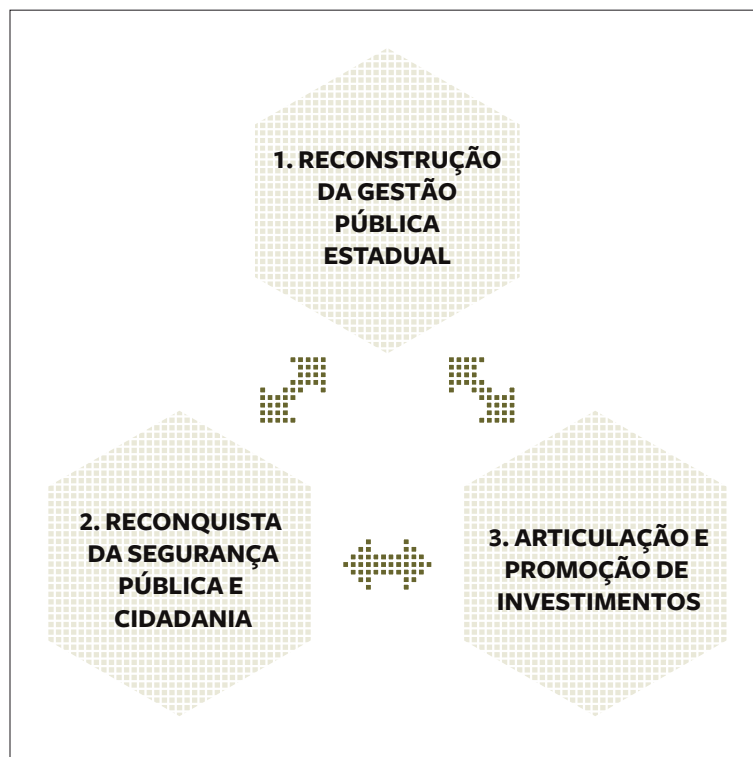 1. RECONSTRUÇÃO
DA GESTÃO
PÚBLICA
ESTADUAL
2. RECONQUISTA
DA SEGURANÇA
PÚBLICA E
CIDADANIA
3. ARTICULAÇÃO E
PROMOÇÃO DE
INVESTIMENTOS